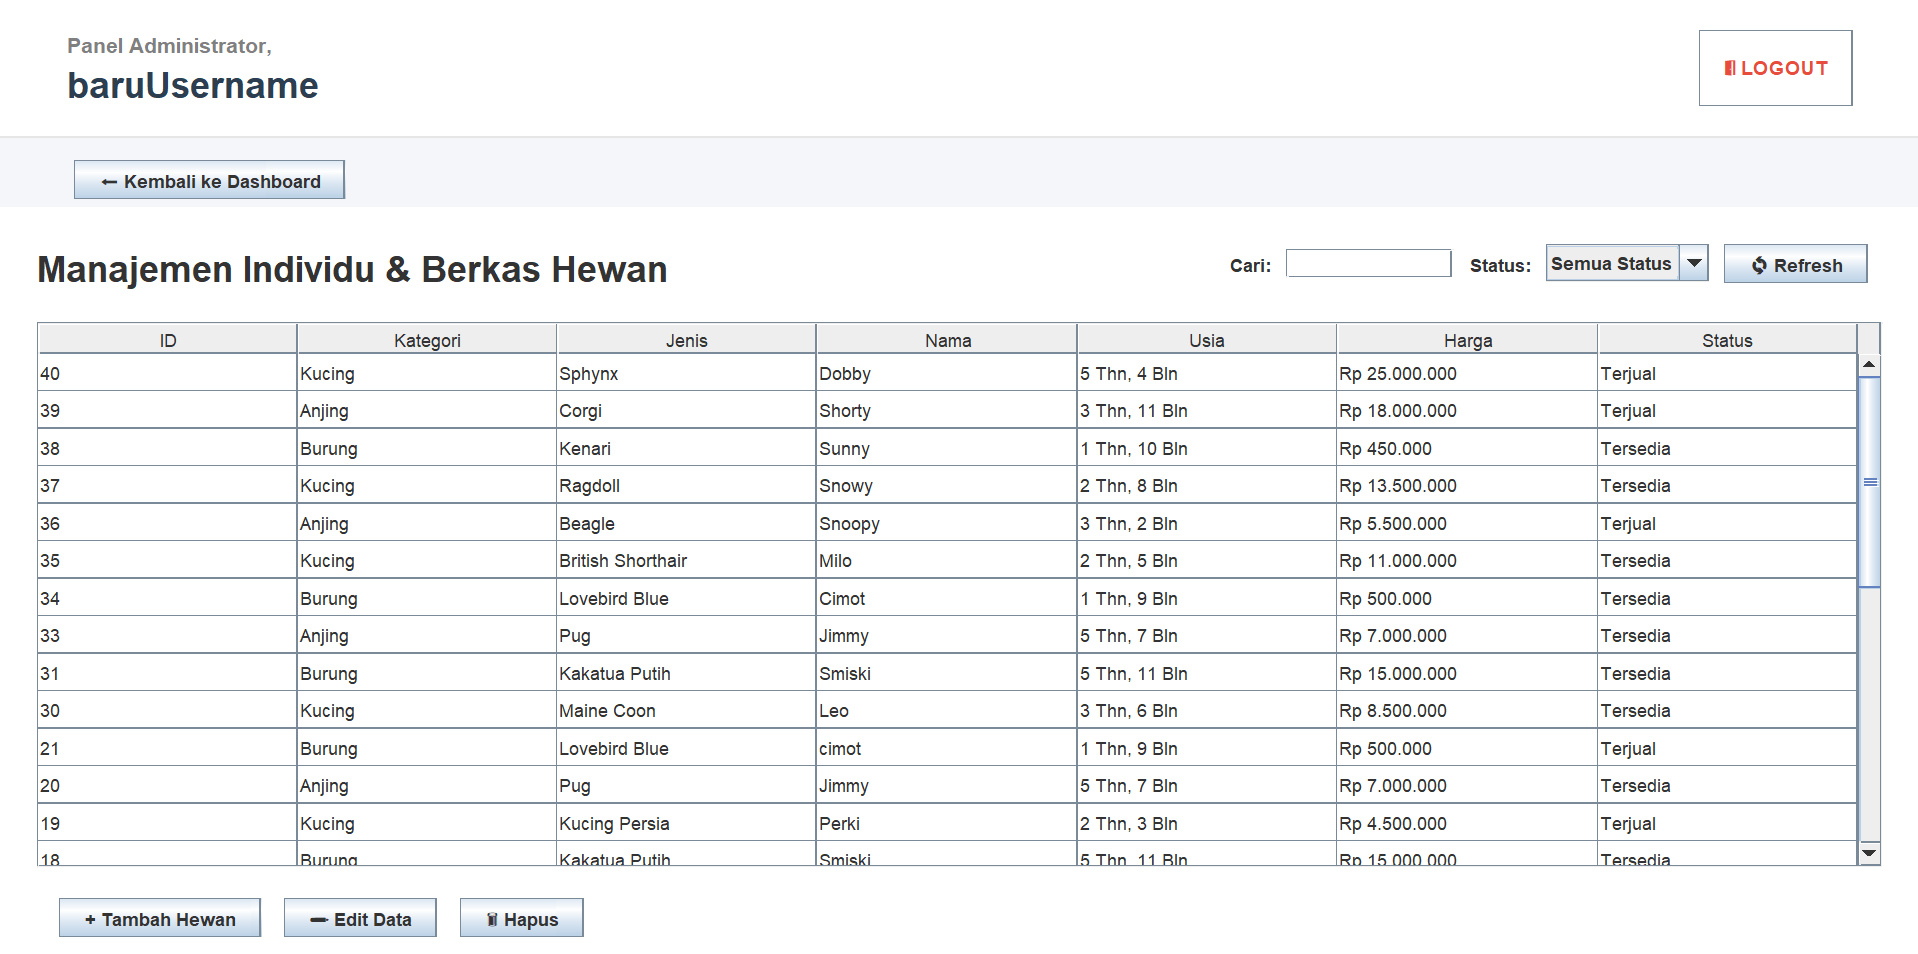 Panel Administrator,
baruUsername
LOGOUT
← Kembali ke Dashboard
Manajemen Individu & Berkas Hewan
Cari:
Status: Semua Status
Refresh
ID Kategori Jenis Nama Usia Harga Status
40 Kucing Sphynx Dobby 5 Thn, 4 Bln Rp 25.000.000 Terjual
39 Anjing Corgi Shorty 3 Thn, 11 Bln Rp 18.000.000 Terjual
38 Burung Kenari Sunny 1 Thn, 10 Bln Rp 450.000 Tersedia
37 Kucing Ragdoll Snowy 2 Thn, 8 Bln Rp 13.500.000 Tersedia
36 Anjing Beagle Snoopy 3 Thn, 2 Bln Rp 5.500.000 Terjual
35 Kucing British Shorthair Milo 2 Thn, 5 Bln Rp 11.000.000 Tersedia
34 Burung Lovebird Blue Cimot 1 Thn, 9 Bln Rp 500.000 Tersedia
33 Anjing Pug Jimmy 5 Thn, 7 Bln Rp 7.000.000 Tersedia
31 Burung Kakatua Putih Smiski 5 Thn, 11 Bln Rp 15.000.000 Tersedia
30 Kucing Maine Coon Leo 3 Thn, 6 Bln Rp 8.500.000 Tersedia
21 Burung Lovebird Blue cimot 1 Thn, 9 Bln Rp 500.000 Terjual
20 Anjing Pug Jimmy 5 Thn, 7 Bln Rp 7.000.000 Tersedia
19 Kucing Kucing Persia Perki 2 Thn, 3 Bln Rp 4.500.000 Terjual
18 Burung Kakatua Putih Smiski 5 Thn, 11 Bln Rp 15.000.000 Tersedia
+ Tambah Hewan
Edit Data
Hapus